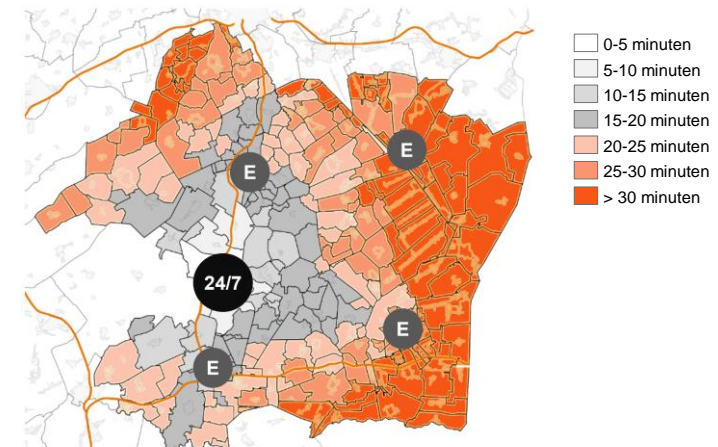 0-5 minuten
5-10 minuten
10-15 minuten
15-20 minuten
20-25 minuten
25-30 minuten
> 30 minuten
E
E
24/7
E
E